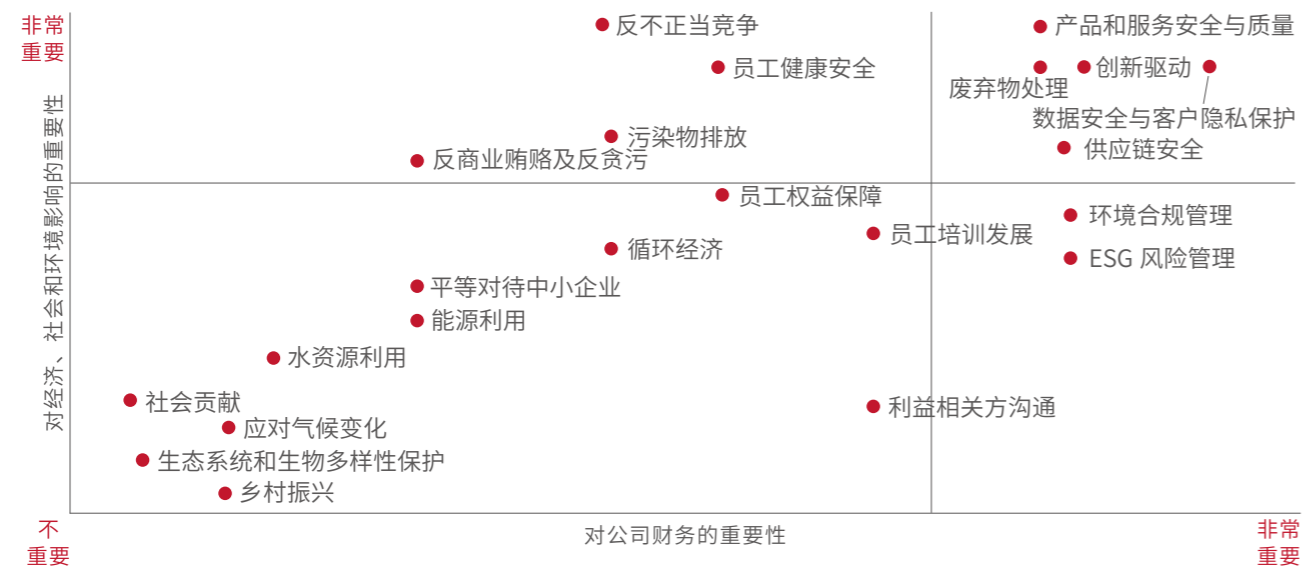 非常
重要
反不正当竞争
产品和服务安全与质量
员工健康安全
创新驱动
废弃物处理
数据安全与客户隐私保护
污染物排放
供应链安全
反商业贿赂及反贪污
对经济、社会和环境影响的重要性
员工权益保障
环境合规管理
员工培训发展
循环经济
ESG 风险管理
平等对待中小企业
能源利用
水资源利用
社会贡献
利益相关方沟通
应对气候变化
生态系统和生物多样性保护
乡村振兴
不
重要
对公司财务的重要性
非常
重要